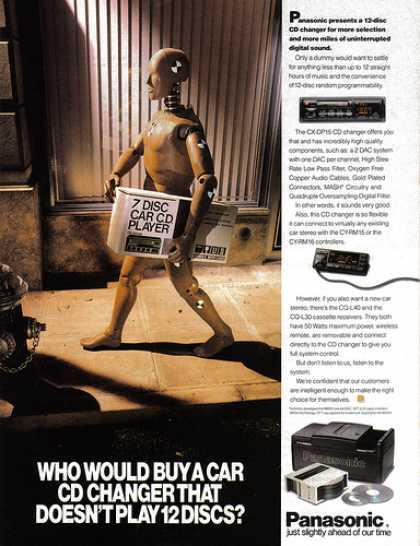 Panasonic presents a 12-disc
CD changer for more selection
and more miles of uninterrupted
digital sound.
Only a dummy would want to settle
for anything less than up to 12 straight
hours of music and the convenience
of 12-disc random programmability.
The CX-DP15 CD changer offers you
that and has incredibly high quality
components, such as: a 2 DAC system
with one DAC per channel, High Slew
Rate Low Pass Filter, Oxygen Free
Copper Audio Cables, Gold Plated
Connectors, MASH* Circuitry and
Quadruple Oversampling Digital Filter.
In other words, it sounds very good.
Also, this CD changer is so flexible
it can connect to virtually any existing
car stereo with the CY-RM15 or the
CY-RM16 controllers.
However, if you also want a new car
stereo, there's the CQ-L40 and the
CQ-L30 cassette receivers. They both
have 50 Watts maximum power, wireless
remote, are removable and connect
directly to the CD changer to give you
full system control.
But don't listen to us, listen to the
system.
We're confident that our customers
are intelligent enough to make the right
choice for themselves.
7 DISC
CAR CD
PLAYER
WHO WOULD BUY A CAR
CD CHANGER THAT
DOESN'T PLAY 12 DISCS?
Panasonic
Panasonic®
just slightly ahead of our time